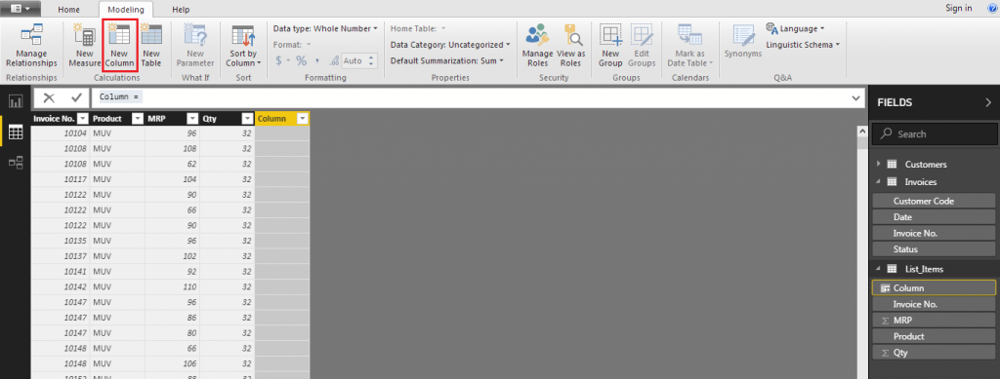 Home Modeling Help Sign in
Manage Relationships
New Measure
New Column
New Table
New Parameter
Sort by Column
Data type: Whole Number
Format:
$ % , .0 .00 Auto
Home Table:
Data Category: Uncategorized
Default Summarization: Sum
Manage Roles
View as Roles
New Group
Edit Groups
Mark as Date Table
Synonyms
Language
Linguistic Schema
Relationships Calculations What If Sort Formatting Properties Security Groups Calendars Q&A
Column =
Invoice No. Product MRP Qty Column
10104 MUV 96 32
10108 MUV 108 32
10108 MUV 62 32
10117 MUV 104 32
10122 MUV 90 32
10122 MUV 66 32
10122 MUV 90 32
10135 MUV 96 32
10137 MUV 102 32
10141 MUV 92 32
10142 MUV 110 32
10147 MUV 96 32
10147 MUV 86 32
10147 MUV 80 32
10148 MUV 66 32
10148 MUV 106 32
10152 MUV 88 32
FIELDS
Search
Customers
Invoices
Customer Code
Date
Invoice No.
Status
List_Items
Column
Invoice No.
Σ MRP
Product
Σ Qty